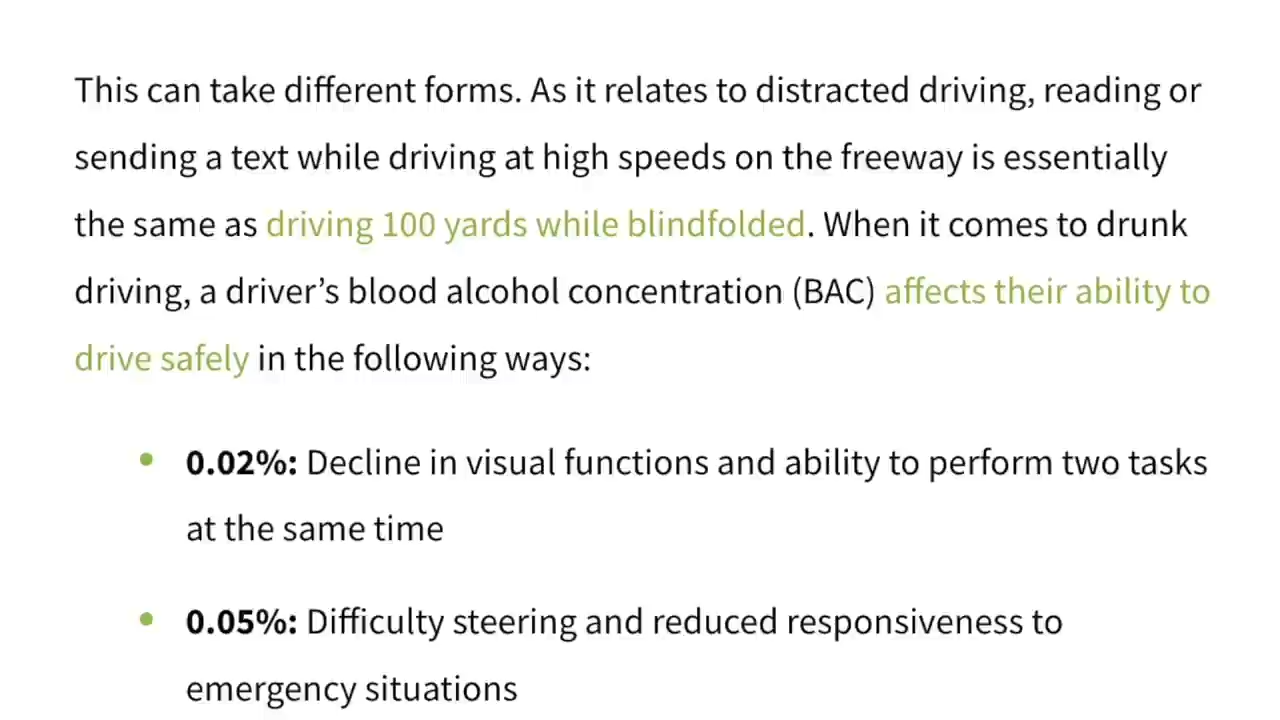 This can take different forms. As it relates to distracted driving, reading or
sending a text while driving at high speeds on the freeway is essentially
the same as driving 100 yards while blindfolded. When it comes to drunk
driving, a driver’s blood alcohol concentration (BAC) affects their ability to
drive safely in the following ways:
• 0.02%: Decline in visual functions and ability to perform two tasks
at the same time
• 0.05%: Difficulty steering and reduced responsiveness to
emergency situations